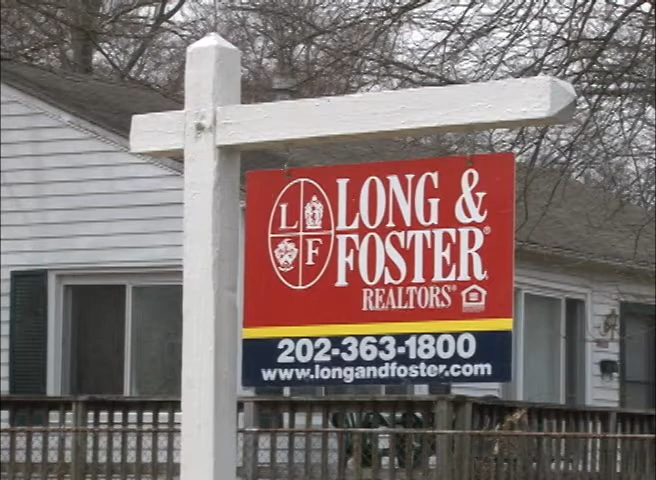 L
F
LONG &
FOSTER®
REALTORS®
202-363-1800
www.longandfoster.com